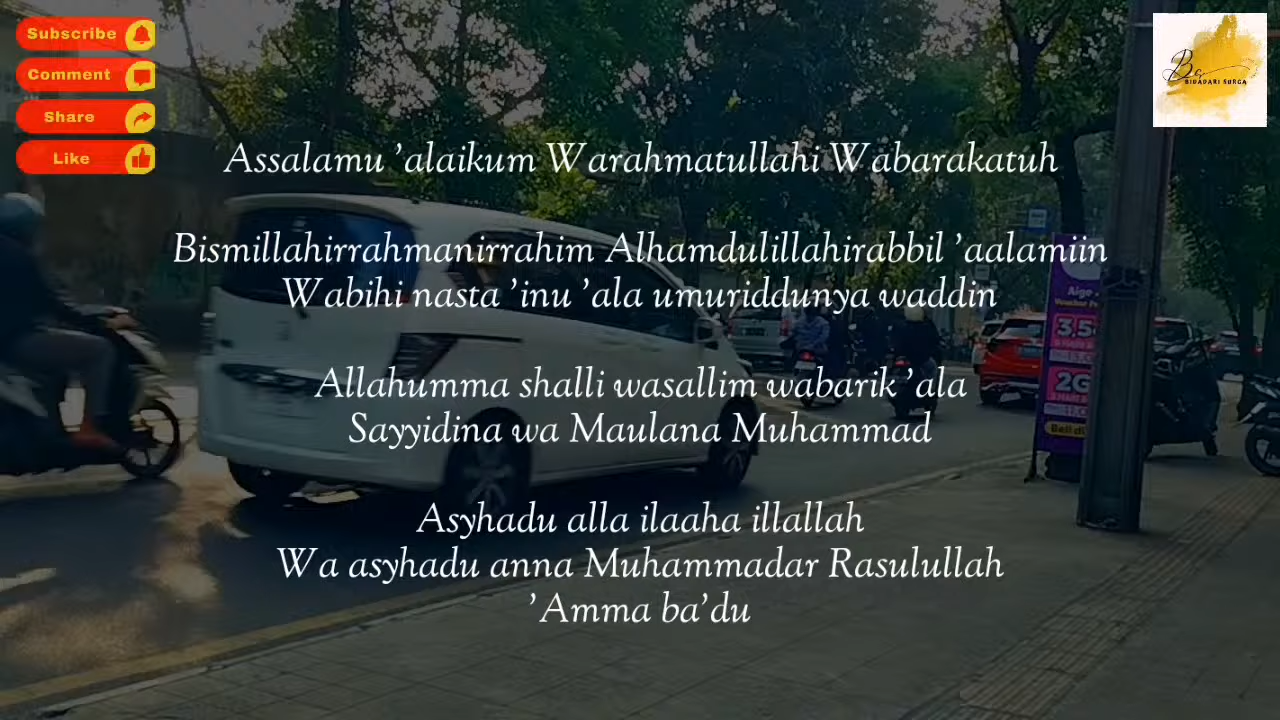 Subscribe
Comment
Share
Like
BIDADARI SURGA
Assalamu ’alaikum Warahmatullahi Wabarakatuh
Bismillahirrahmanirrahim Alhamdulillahirabbil ’aalamiin
Wabihi nasta ’inu ’ala umuriddunya waddin
Allahumma shalli wasallim wabarik ’ala
Sayyidina wa Maulana Muhammad
Asyhadu alla ilaaha illallah
Wa asyhadu anna Muhammadar Rasulullah
’Amma ba’du